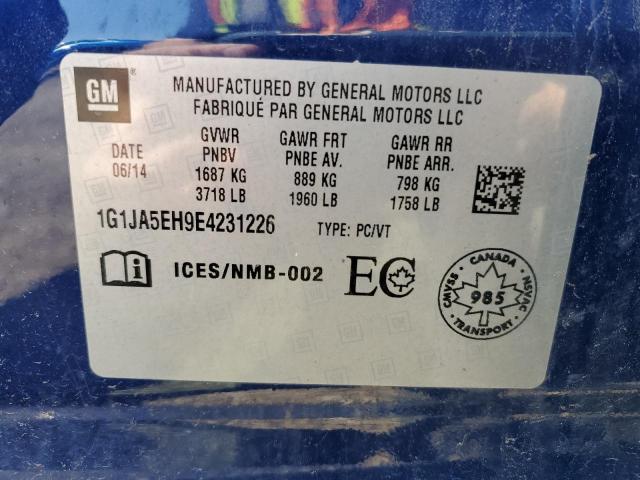 GM
MANUFACTURED BY GENERAL MOTORS LLC
FABRIQUÉ PAR GENERAL MOTORS LLC
DATE
06/14
GVWR
PNBV
1687 KG
3718 LB
GAWR FRT
PNBE AV.
889 KG
1960 LB
GAWR RR
PNBE ARR.
798 KG
1758 LB
1G1JA5EH9E4231226 TYPE: PC/VT
i ICES/NMB-002 EC
CANADA
CMVSS 985 NSVAC
TRANSPORT